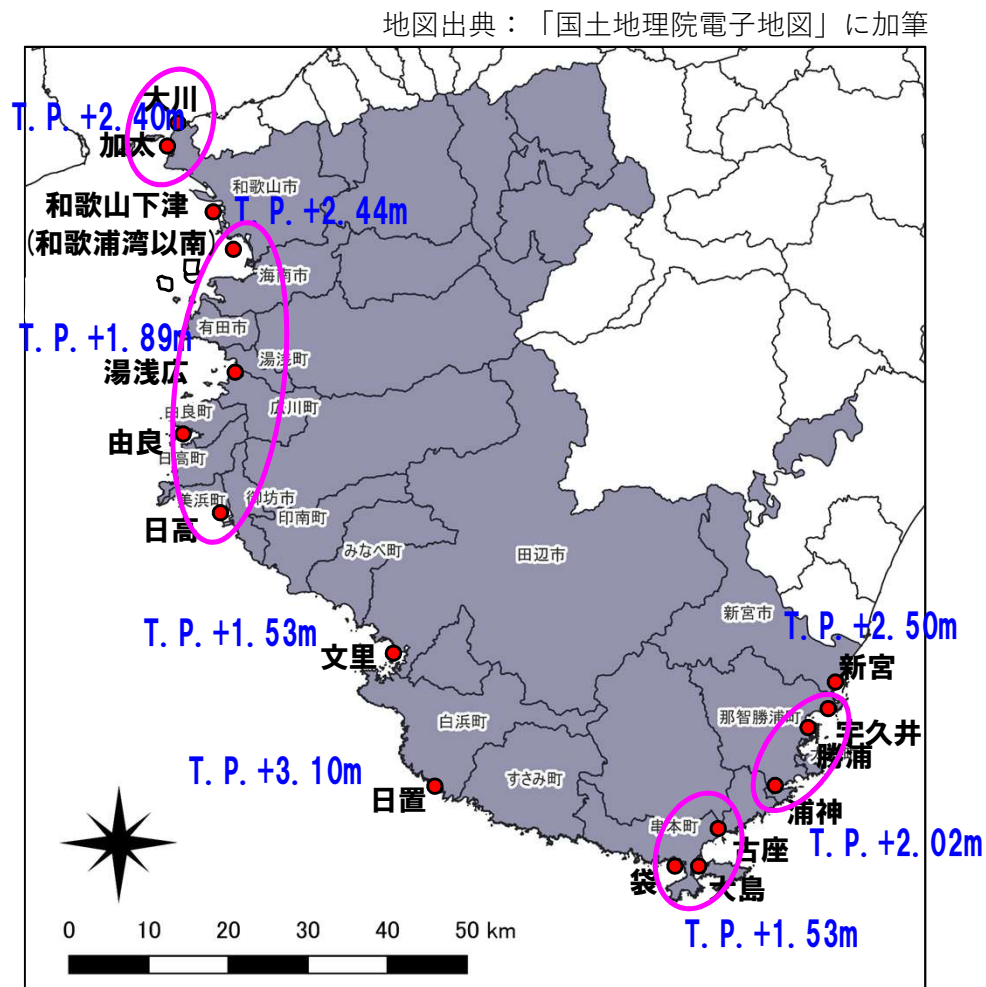 地図出典：「国土地理院電子地図」に加筆
大川
T.P.+2.40m
加太
和歌山市
和歌山下津
T.P.+2.44m
(和歌浦湾以南)
海南市
有田市
T.P.+1.89m
湯浅町
湯浅広
広川町
由良町
由良
日高町
美浜町
御坊市
日高
印南町
みなべ町
田辺市
新宮市
T.P.+1.53m
T.P.+2.50m
文里
新宮
白浜町
那智勝浦町
宇久井
勝浦
T.P.+3.10m
すさみ町
日置
浦神
串本町
T.P.+2.02m
古座
袋
大島
T.P.+1.53m
0 10 20 30 40 50 km